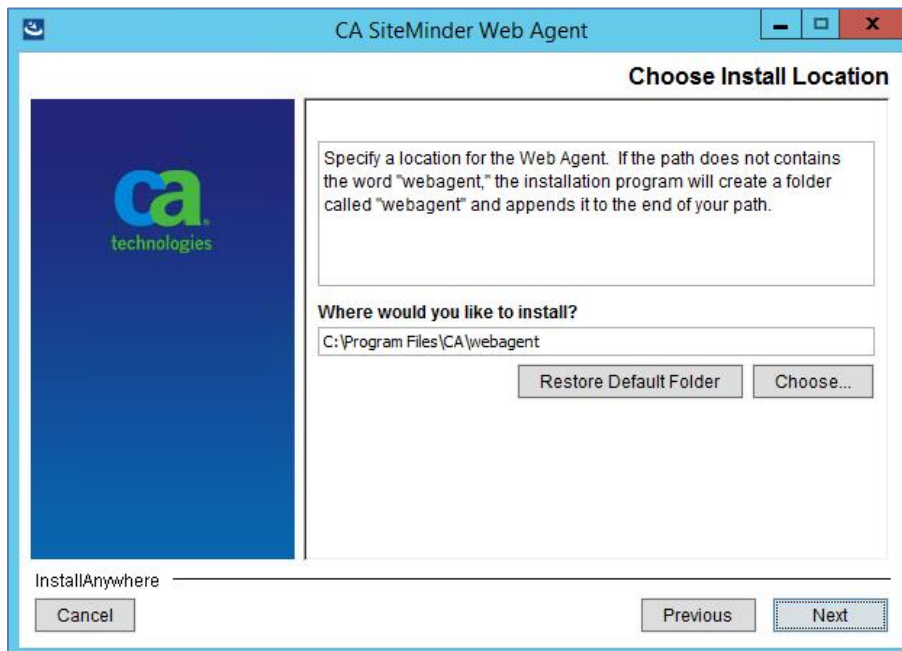 CA SiteMinder Web Agent
Choose Install Location
ca
technologies
Specify a location for the Web Agent. If the path does not contains
the word "webagent," the installation program will create a folder
called "webagent" and appends it to the end of your path.
Where would you like to install?
C:\Program Files\CA\webagent
Restore Default Folder Choose...
InstallAnywhere
Cancel Previous Next